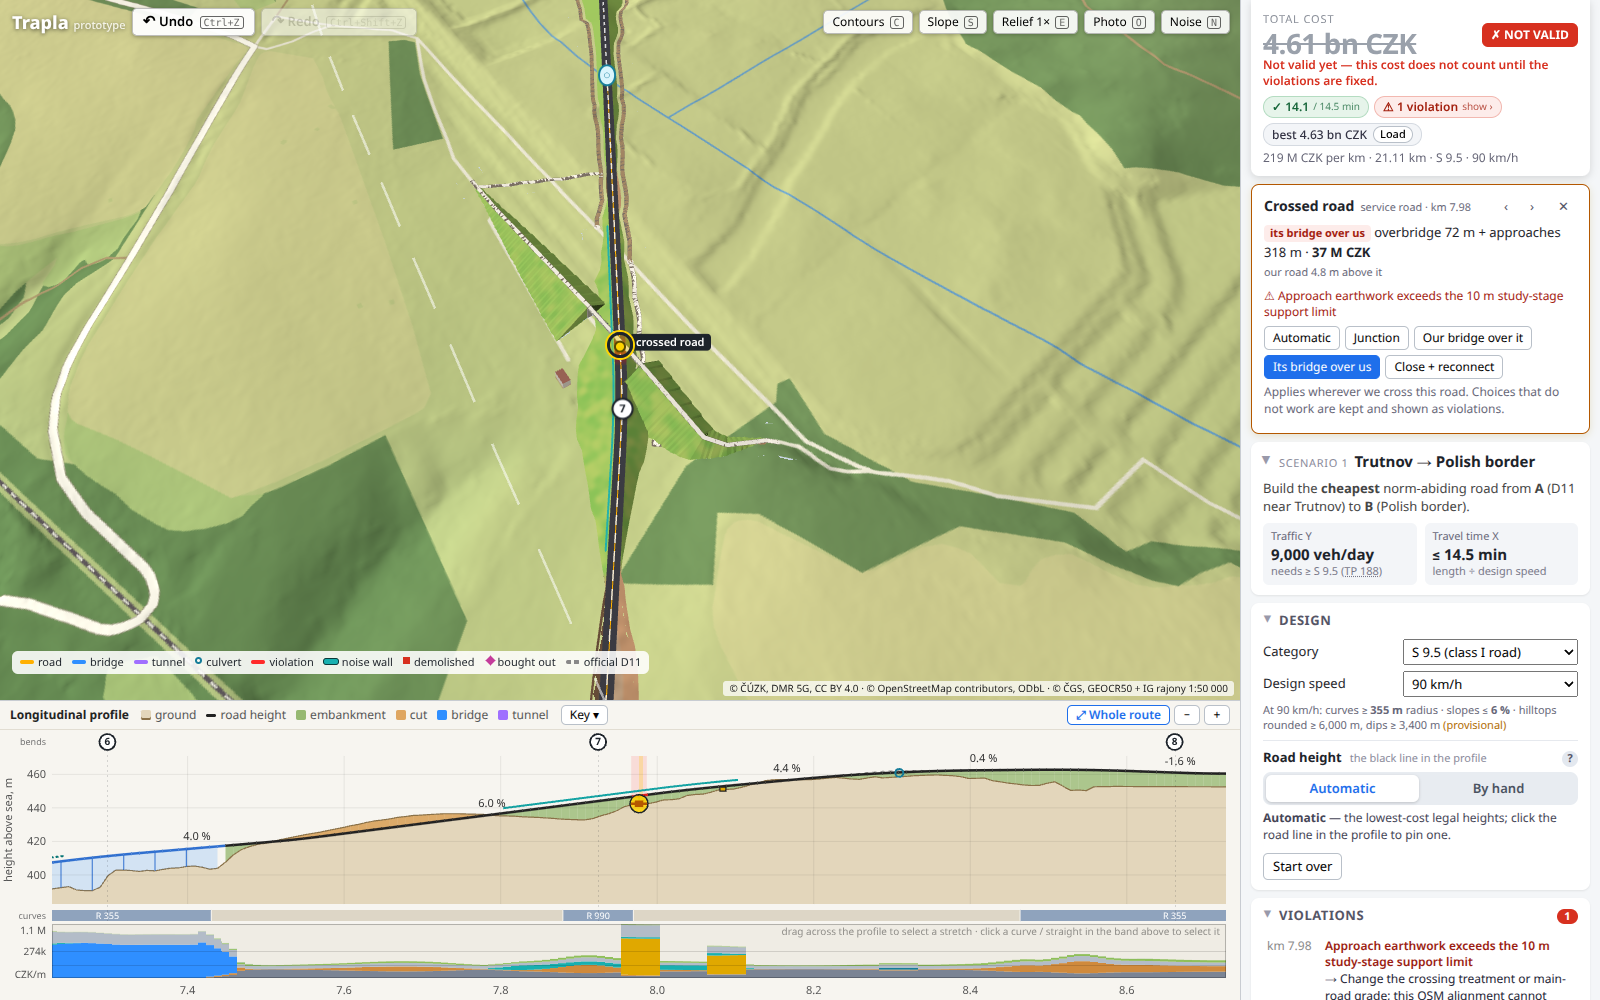 Trapla prototype
↶ Undo Ctrl+Z
↷ Redo Ctrl+Shift+Z
Contours C
Slope S
Relief 1× E
Photo O
Noise N
crossed road
7
road
bridge
tunnel
culvert
violation
noise wall
demolished
bought out
official D11
© ČÚZK, DMR 5G, CC BY 4.0 · © OpenStreetMap contributors, ODbL · © ČGS, GEOCR50 + IG rajony 1:50 000
Longitudinal profile
ground
road height
embankment
cut
bridge
tunnel
Key ▾
⤢ Whole route
−
+
bends
6
7
8
height above sea, m
460
440
420
400
4.0 %
6.0 %
4.4 %
0.4 %
-1.6 %
curves
R 355
R 990
R 355
1.1 M
274k
CZK/m
drag across the profile to select a stretch · click a curve / straight in the band above to select it
7.4
7.6
7.8
8.0
8.2
8.4
8.6
TOTAL COST
4.61 bn CZK
✗ NOT VALID
Not valid yet — this cost does not count until the
violations are fixed.
✓ 14.1 / 14.5 min
⚠ 1 violation show ›
best 4.63 bn CZK Load
219 M CZK per km · 21.11 km · S 9.5 · 90 km/h
Crossed road service road · km 7.98 ‹ › ✕
its bridge over us overbridge 72 m + approaches
318 m · 37 M CZK
our road 4.8 m above it
⚠ Approach earthwork exceeds the 10 m study-stage
support limit
Automatic
Junction
Our bridge over it
Its bridge over us
Close + reconnect
Applies wherever we cross this road. Choices that do
not work are kept and shown as violations.
▼ SCENARIO 1 Trutnov → Polish border
Build the cheapest norm-abiding road from A (D11
near Trutnov) to B (Polish border).
Traffic Y
9,000 veh/day
needs ≥ S 9.5 (TP 188)
Travel time X
≤ 14.5 min
length ÷ design speed
▼ DESIGN
Category
S 9.5 (class I road)
Design speed
90 km/h
At 90 km/h: curves ≥ 355 m radius · slopes ≤ 6 % · hilltops
rounded ≥ 6,000 m, dips ≥ 3,400 m (provisional)
Road height the black line in the profile ?
Automatic
By hand
Automatic — the lowest-cost legal heights; click the
road line in the profile to pin one.
Start over
▼ VIOLATIONS 1
km 7.98
Approach earthwork exceeds the 10 m
study-stage support limit
→ Change the crossing treatment or main-
road grade; this OSM alignment cannot